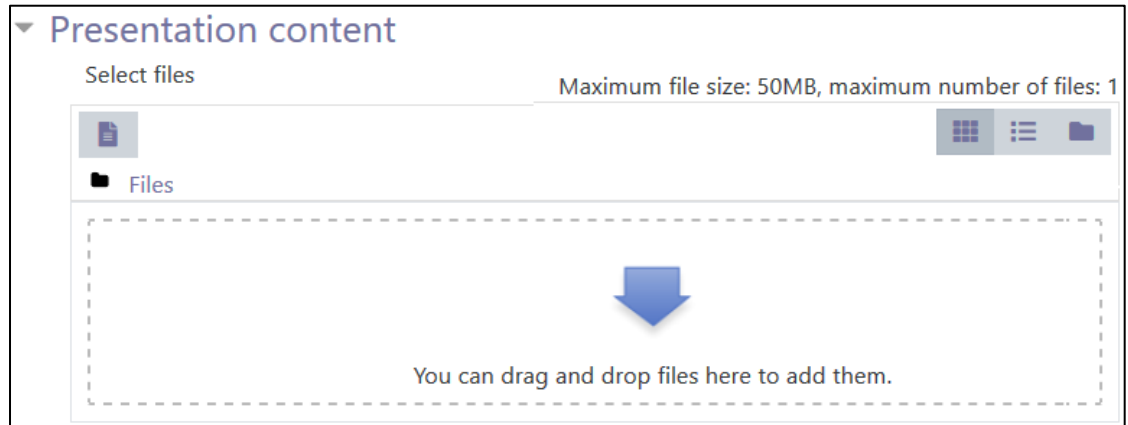 Presentation content
Select files
Maximum file size: 50MB, maximum number of files: 1
Files
You can drag and drop files here to add them.